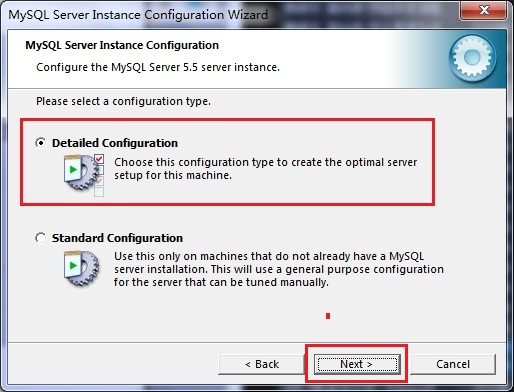 MySQL Server Instance Configuration Wizard
MySQL Server Instance Configuration
Configure the MySQL Server 5.5 server instance.
Please select a configuration type.
Detailed Configuration
Choose this configuration type to create the optimal server
setup for this machine.
Standard Configuration
Use this only on machines that do not already have a MySQL
server installation. This will use a general purpose configuration
for the server that can be tuned manually.
< Back
Next >
Cancel